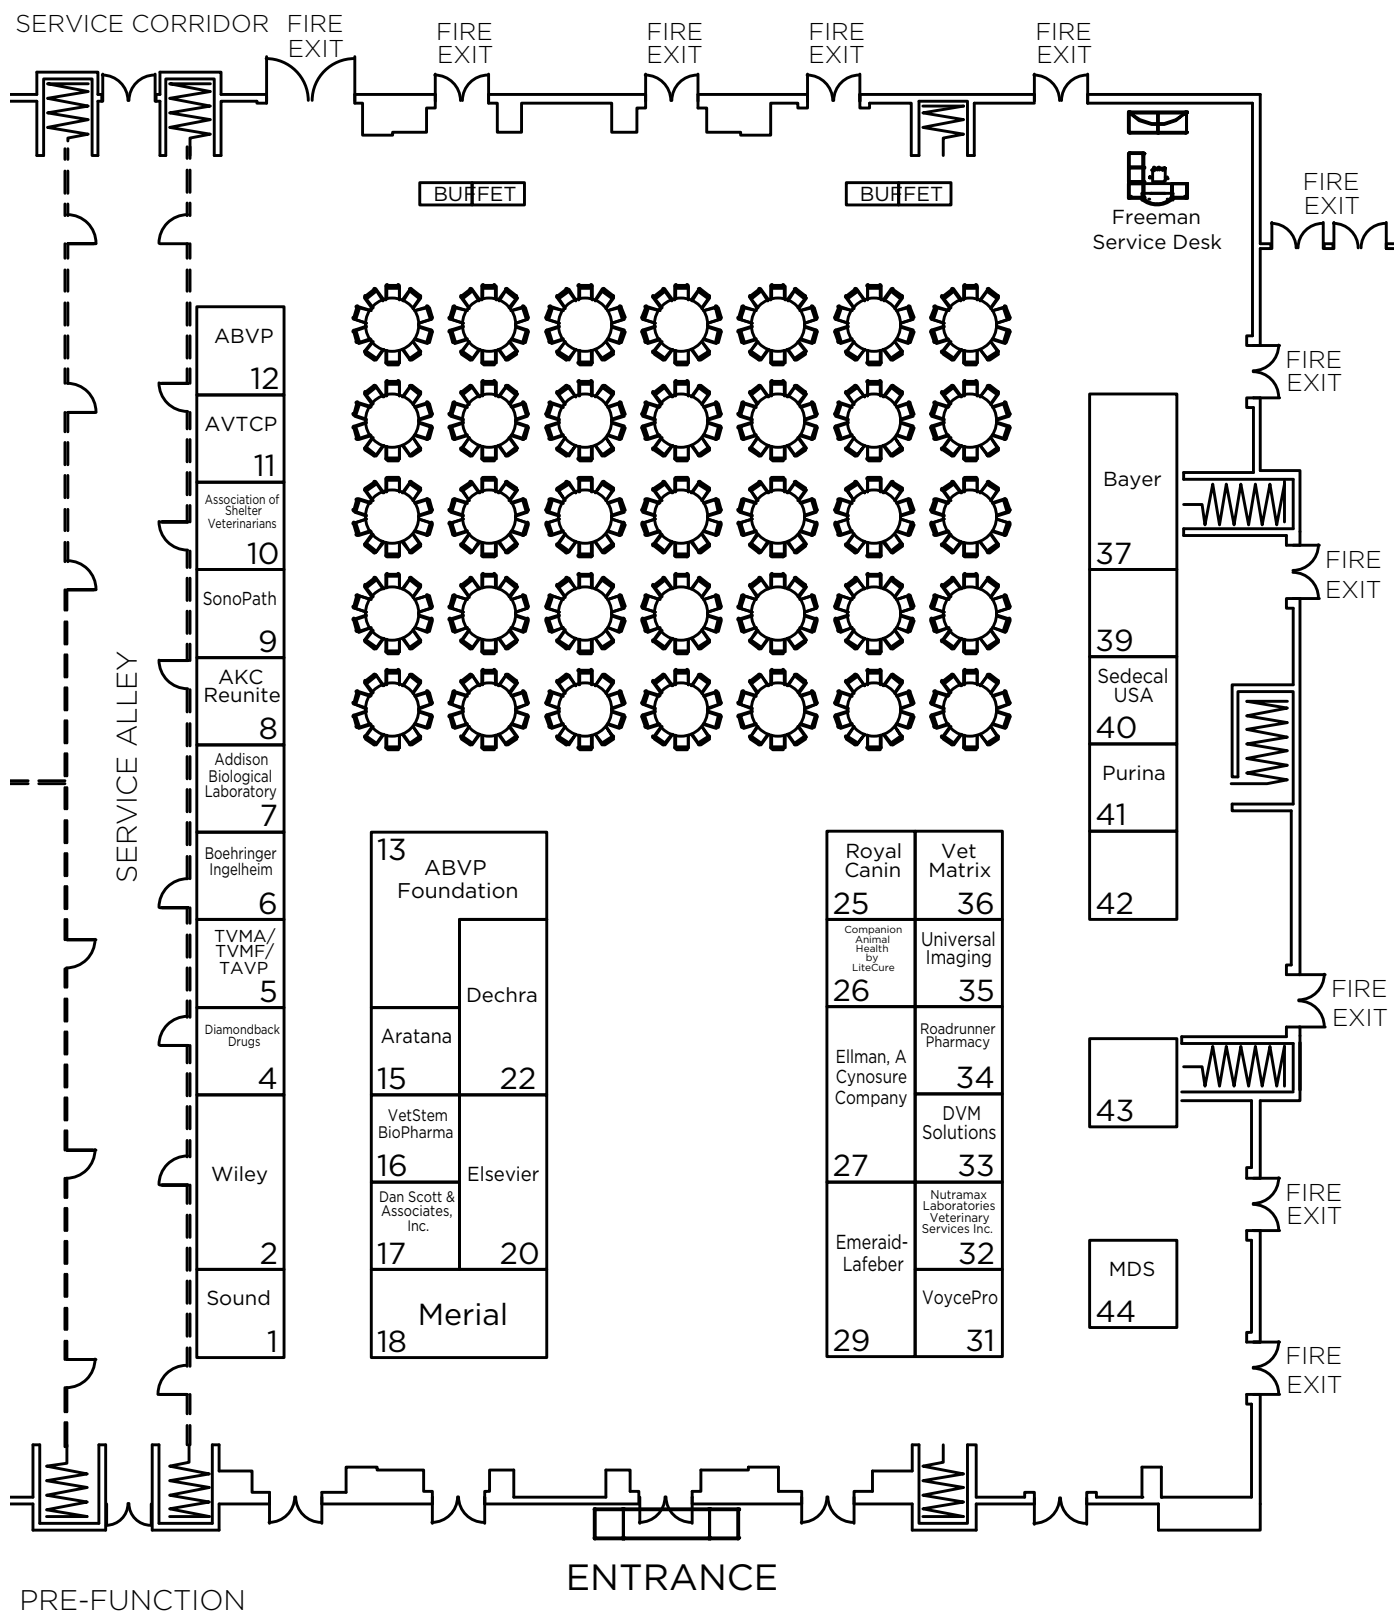 SERVICE CORRIDOR
FIRE
EXIT
FIRE
EXIT
FIRE
EXIT
FIRE
EXIT
FIRE
EXIT
BUFFET
BUFFET
Freeman
Service Desk
FIRE
EXIT
FIRE
EXIT
FIRE
EXIT
FIRE
EXIT
FIRE
EXIT
FIRE
EXIT
SERVICE ALLEY
ABVP
12
AVTCP
11
Association of
Shelter
Veterinarians
10
SonoPath
9
AKC
Reunite
8
Addison
Biological
Laboratory
7
Boehringer
Ingelheim
6
TVMA/
TVMF/
TAVP
5
Diamondback
Drugs
4
Wiley
2
Sound
1
13
ABVP
Foundation
Dechra
22
Aratana
15
VetStem
BioPharma
16
Elsevier
20
Dan Scott &
Associates,
Inc.
17
Merial
18
Royal
Canin
25
Vet
Matrix
36
Companion
Animal
Health
by
LiteCure
26
Universal
Imaging
35
Ellman, A
Cynosure
Company
27
Roadrunner
Pharmacy
34
DVM
Solutions
33
Emeraid-
Lafeber
29
Nutramax
Laboratories
Veterinary
Services Inc.
32
VoycePro
31
Bayer
37
39
Sedecal
USA
40
Purina
41
42
43
MDS
44
ENTRANCE
PRE-FUNCTION